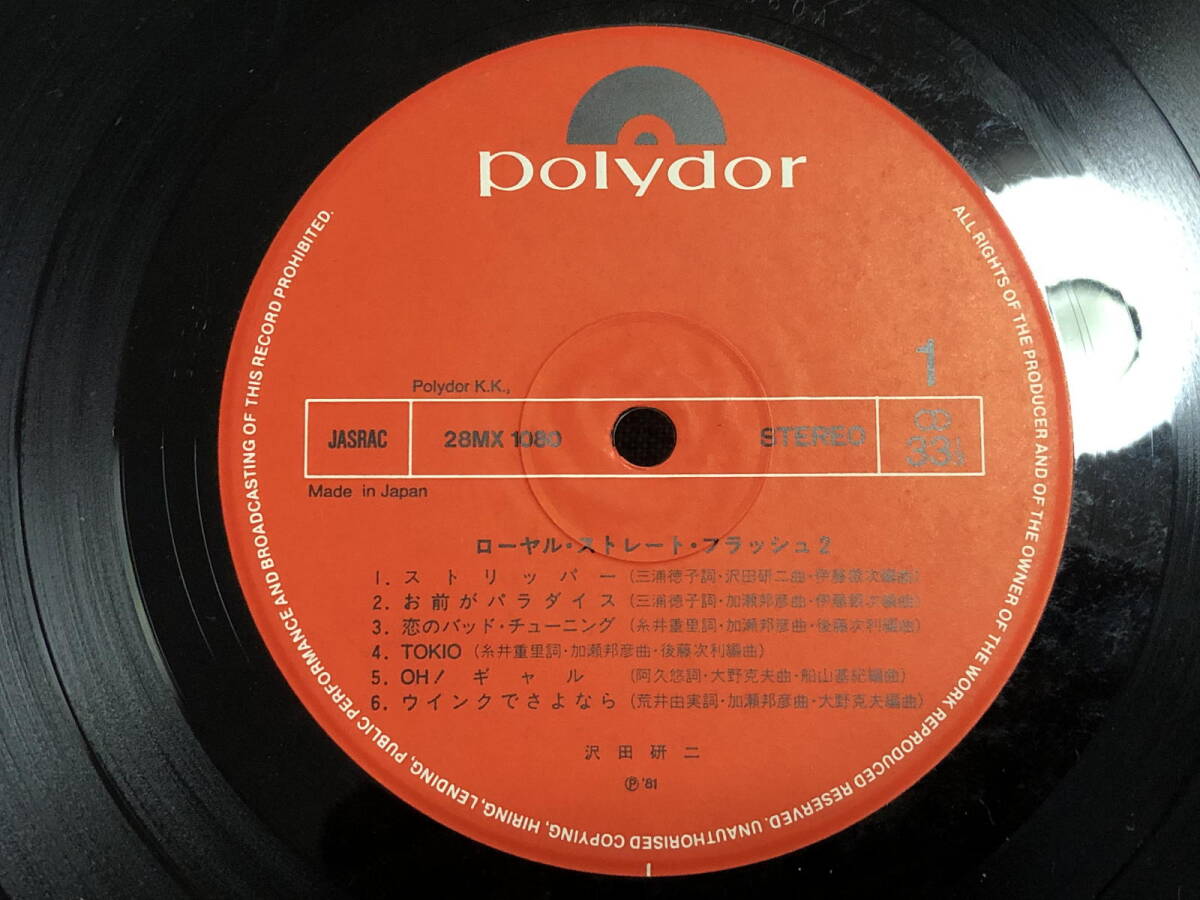 polydor
1
Polydor K.K.,
JASRAC
28MX 1080
STEREO
33⅓
Made in Japan
ローヤル・ストレート・フラッシュ2
1. ストリッパー (三浦徳子詞・沢田研二曲・伊藤銀次編曲)
2. お前がパラダイス (三浦徳子詞・加瀬邦彦曲・伊藤銀次編曲)
3. 恋のバッド・チューニング (糸井重里詞・加瀬邦彦曲・後藤次利編曲)
4. TOKIO (糸井重里詞・加瀬邦彦曲・後藤次利編曲)
5. OH! ギャル (阿久悠詞・大野克夫曲・船山基紀編曲)
6. ウインクでさよなら (荒井由実詞・加瀬邦彦曲・大野克夫編曲)
沢田研二
Ⓟ '81
ALL RIGHTS OF THE PRODUCER AND OF THE OWNER OF THE WORK REPRODUCED RESERVED. UNAUTHORISED COPYING, HIRING, LENDING, PUBLIC PERFORMANCE AND BROADCASTING OF THIS RECORD PROHIBITED.